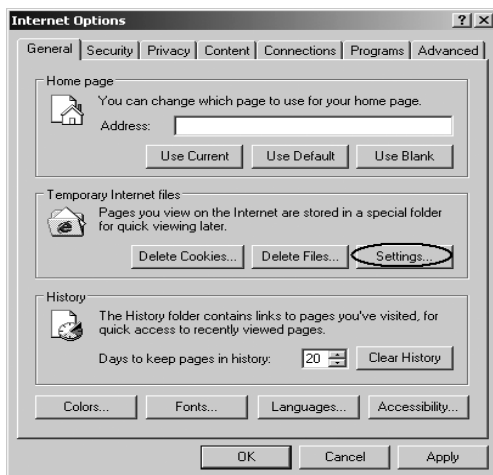 Internet Options
General Security Privacy Content Connections Programs Advanced
Home page
You can change which page to use for your home page.
Address:
Use Current Use Default Use Blank
Temporary Internet files
Pages you view on the Internet are stored in a special folder
for quick viewing later.
Delete Cookies... Delete Files... Settings...
History
The History folder contains links to pages you've visited, for
quick access to recently viewed pages.
Days to keep pages in history: 20 Clear History
Colors... Fonts... Languages... Accessibility...
OK Cancel Apply